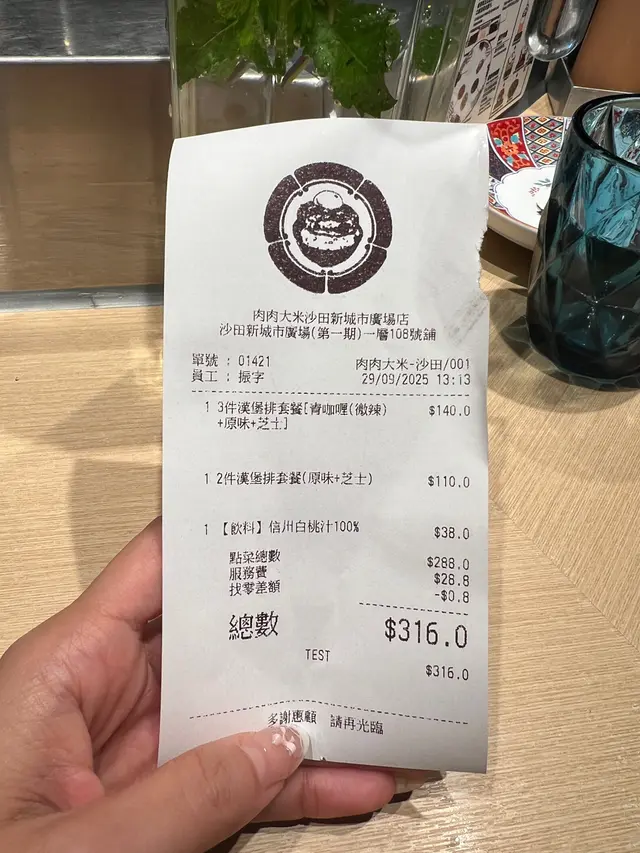 肉肉大米沙田新城市廣場店
沙田新城市廣場(第一期)一層108號舖
單號 : 01421 肉肉大米-沙田/001
員工 : 振字 29/09/2025 13:13
1 3件漢堡排套餐[青咖喱(微辣) $140.0
+原味+芝士]
1 2件漢堡排套餐(原味+芝士) $110.0
1 【飲料】信州白桃汁100% $38.0
點菜總數 $288.0
服務費 $28.8
找零差額 -$0.8
總數 $316.0
TEST
$316.0
多謝惠顧 請再光臨